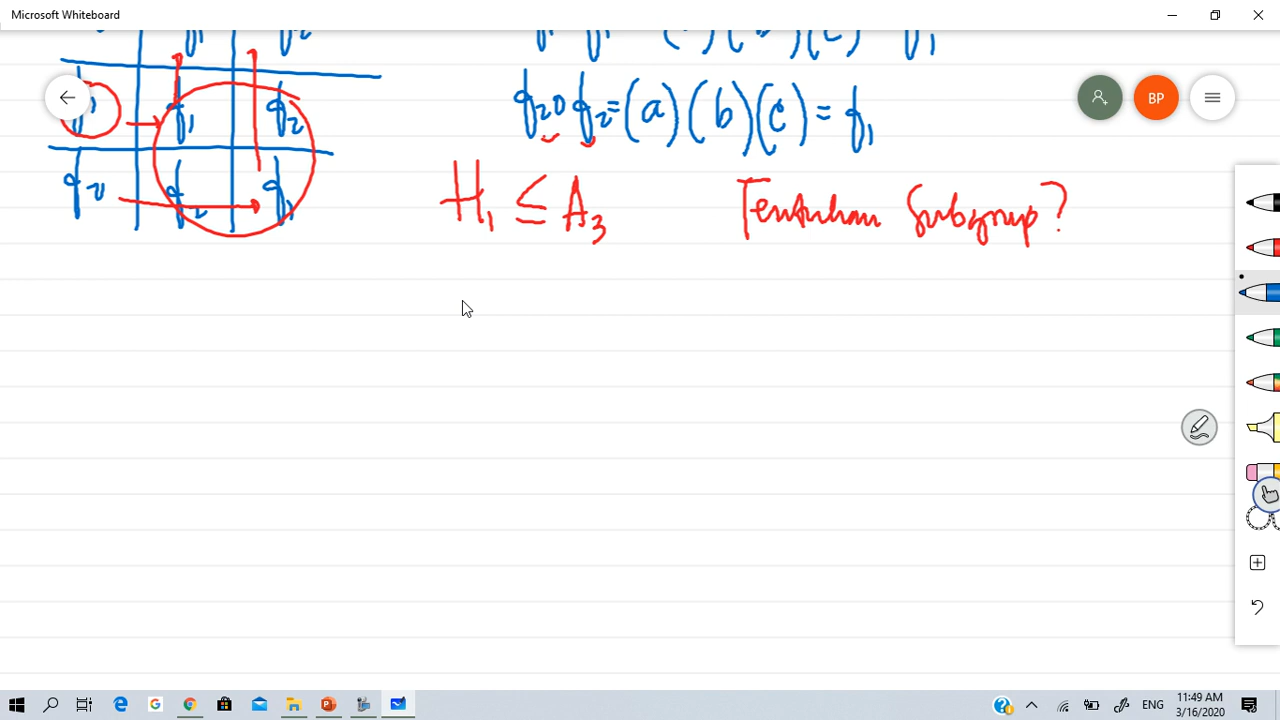 Microsoft Whiteboard
BP
f₁ f₁ f₂
f₂∘f₂=(a)(b)(c) = f₁
f₂ f₂ f₁
H₁ ≤ A₃ Tentukan Subgrup?
ENG
11:49 AM
3/16/2020